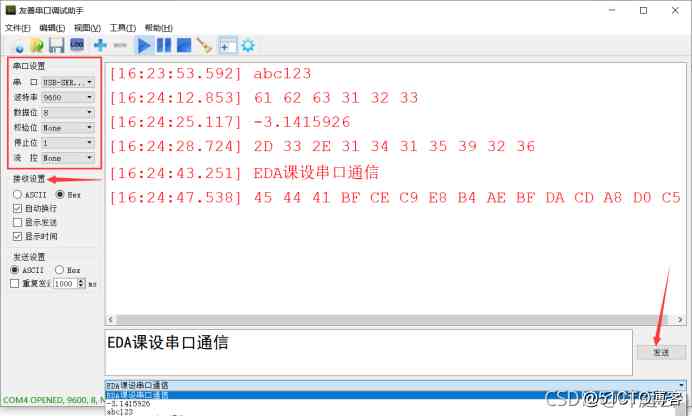 友善串口调试助手
文件(F) 编辑(E) 视图(V) 工具(T) 帮助(H)
串口设置
串 口 USB-SER...
波特率 9600
数据位 8
校验位 None
停止位 1
流 控 None
接收设置
ASCII Hex
自动换行
显示发送
显示时间
发送设置
ASCII Hex
重复发送 1000 ms
[16:23:53.592] abc123
[16:24:12.853] 61 62 63 31 32 33
[16:24:25.117] -3.1415926
[16:24:28.724] 2D 33 2E 31 34 31 35 39 32 36
[16:24:43.251] EDA课设串口通信
[16:24:47.538] 45 44 41 BF CE C9 E8 B4 AE BF DA CD A8 D0 C5
EDA课设串口通信
发送
EDA课设串口通信
EDA课设串口通信
-3.1415926
abc123
COM4 OPENED, 9600, 8, N
@51CTO博客